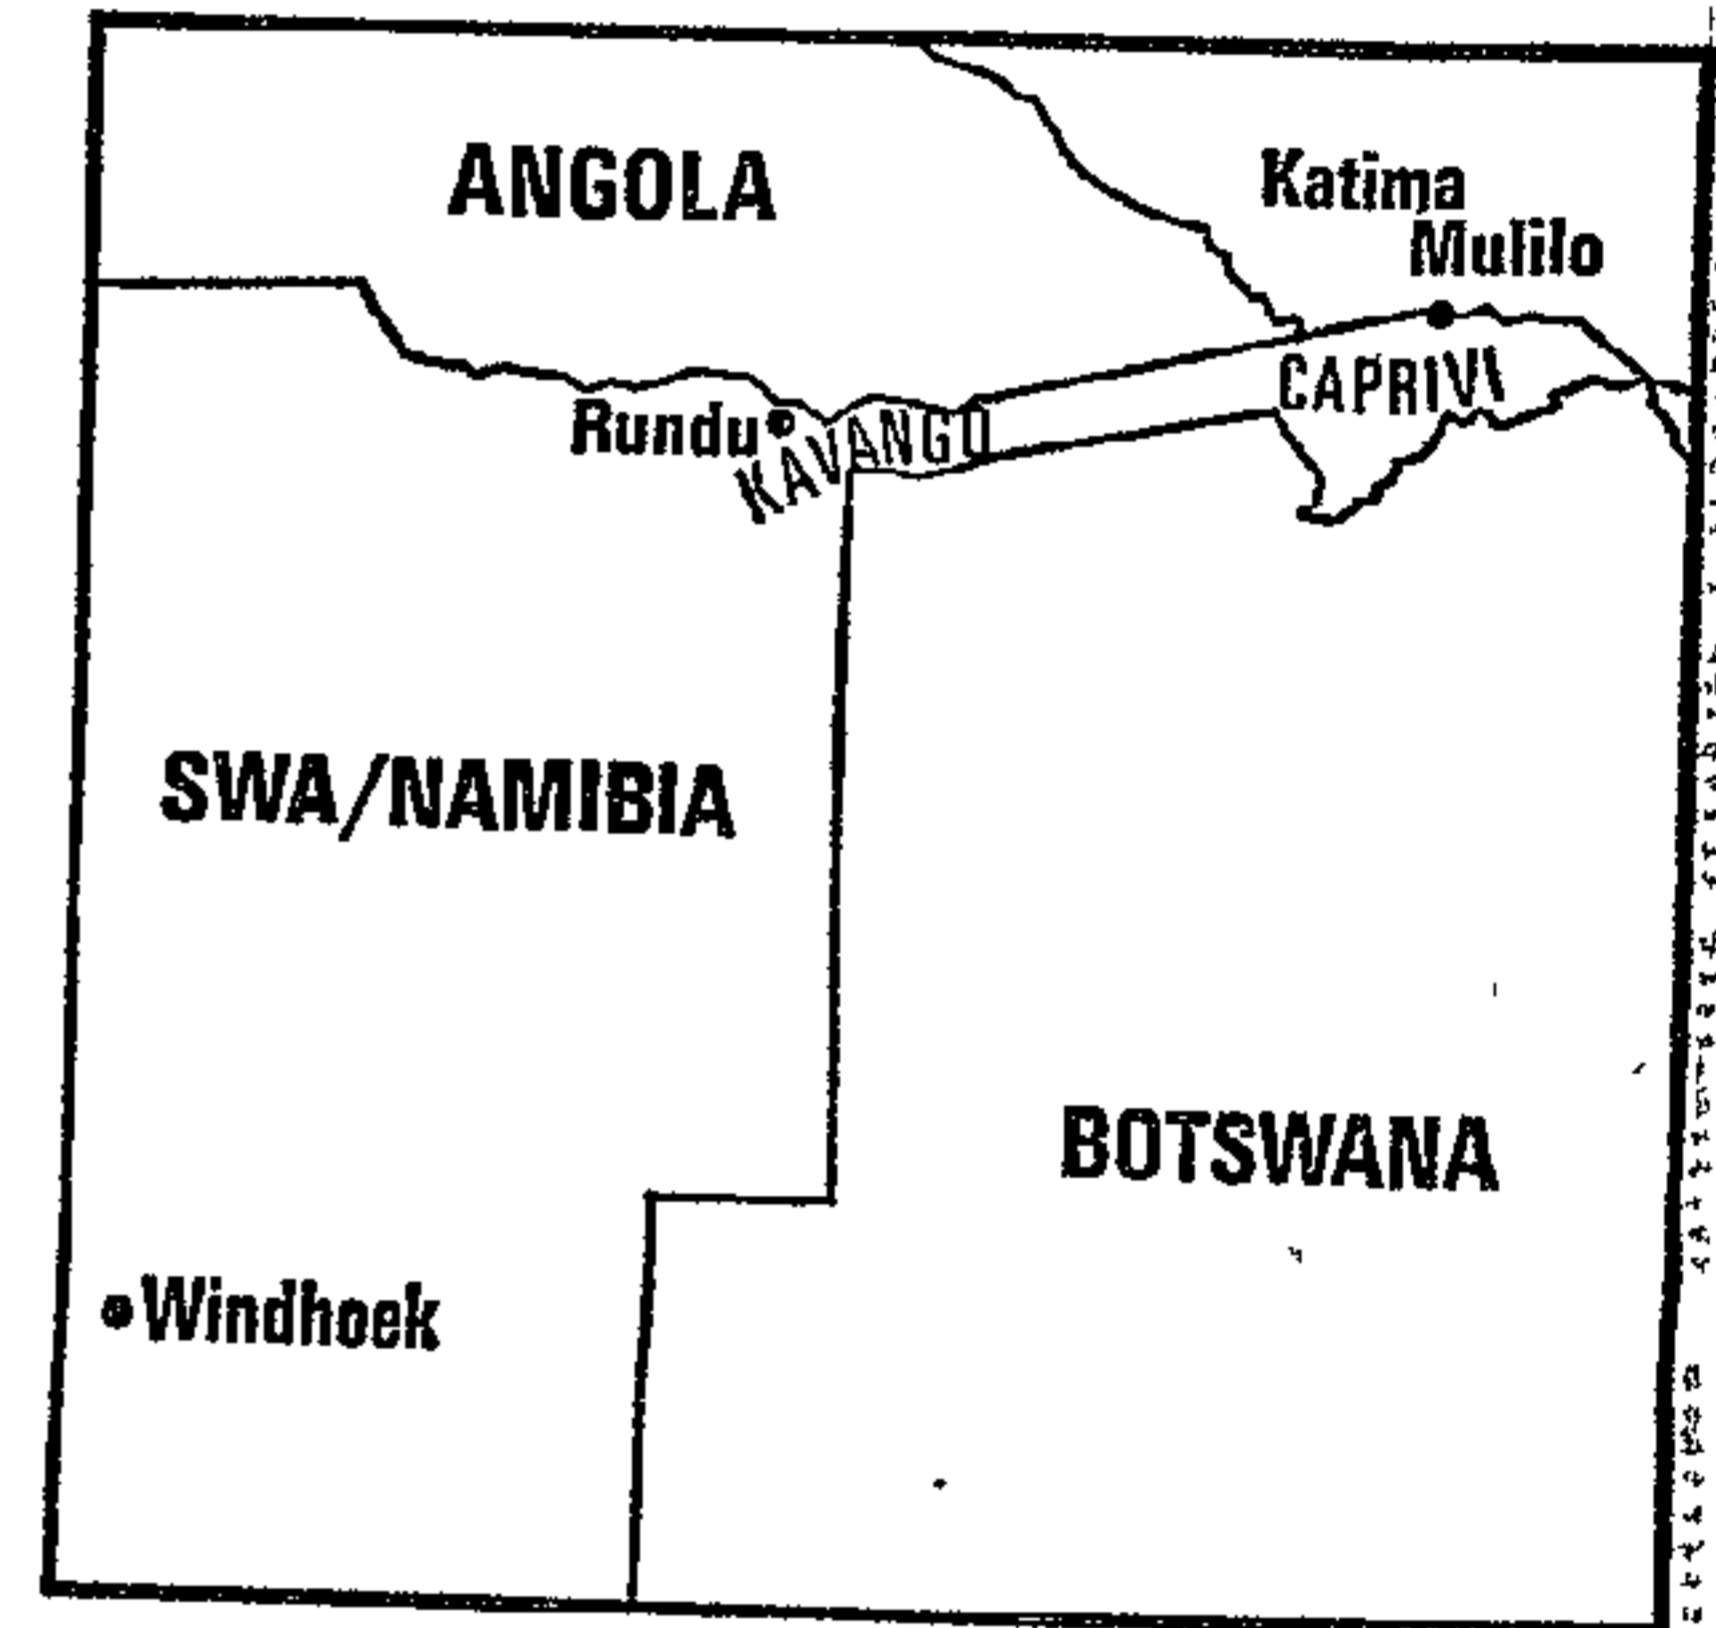 ANGOLA
Katima
Mulilo
CAPRIVI
Rundu
KAVANGO
SWA/NAMIBIA
BOTSWANA
Windhoek